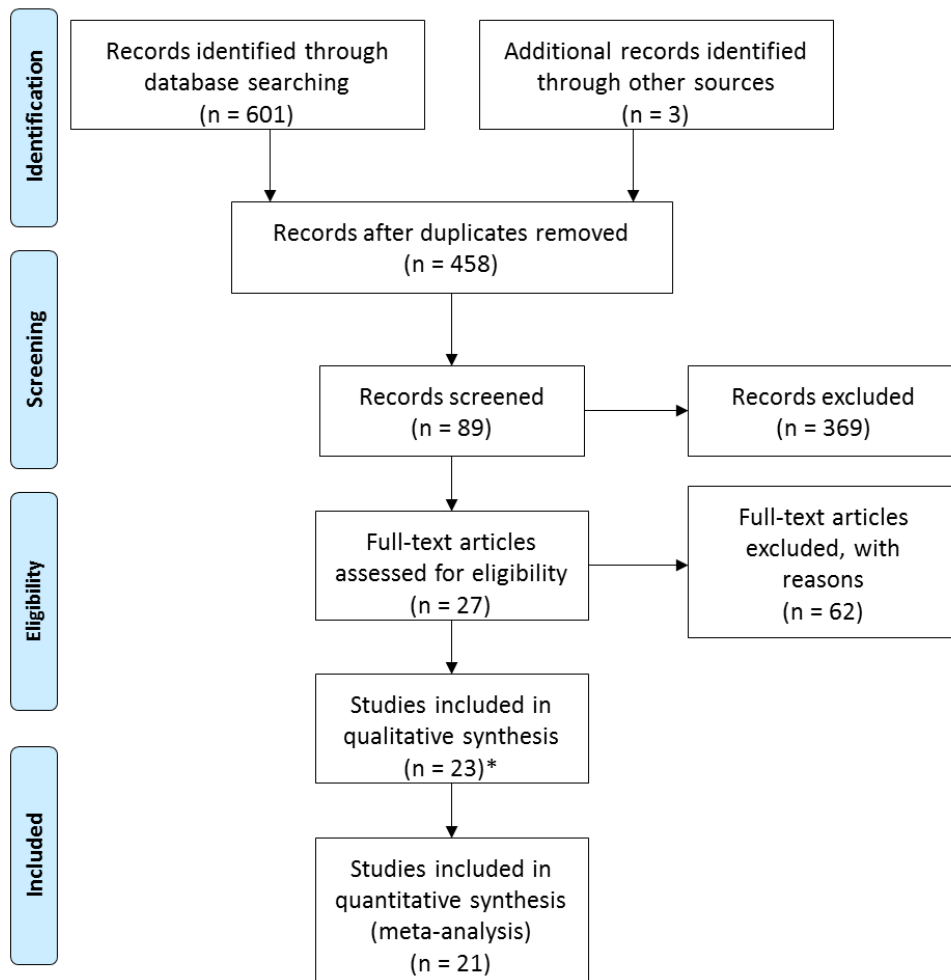 Identification
Records identified through
database searching
(n = 601)
Additional records identified
through other sources
(n = 3)
Records after duplicates removed
(n = 458)
Screening
Records screened
(n = 89)
Records excluded
(n = 369)
Eligibility
Full-text articles
assessed for eligibility
(n = 27)
Full-text articles
excluded, with
reasons
(n = 62)
Studies included in
qualitative synthesis
(n = 23)*
Included
Studies included in
quantitative synthesis
(meta-analysis)
(n = 21)